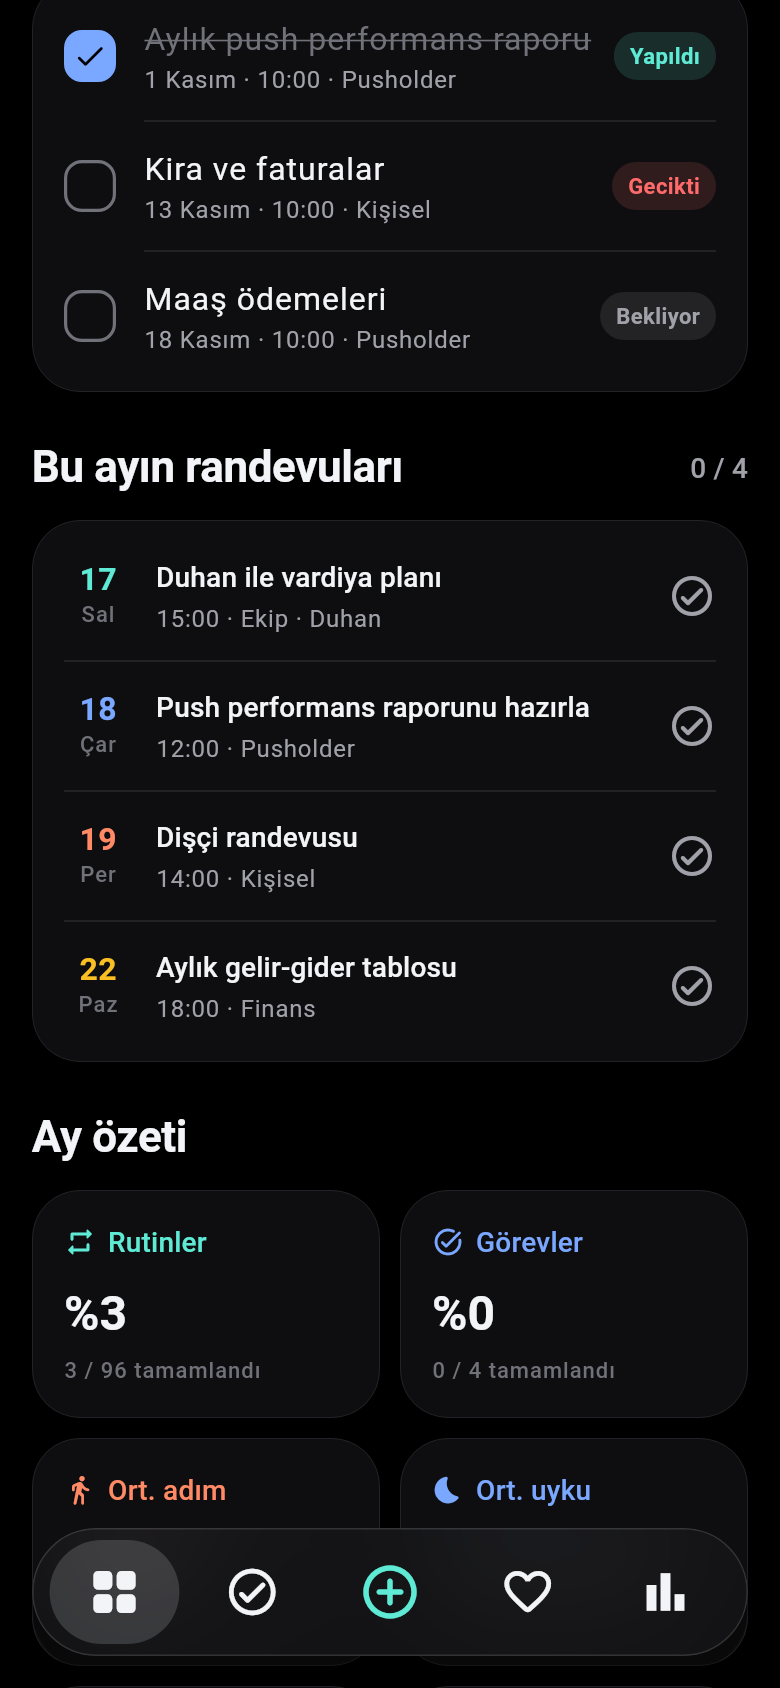 Aylık push performans raporu
1 Kasım · 10:00 · Pusholder
Yapıldı
Kira ve faturalar
13 Kasım · 10:00 · Kişisel
Gecikti
Maaş ödemeleri
18 Kasım · 10:00 · Pusholder
Bekliyor
Bu ayın randevuları
0 / 4
17
Sal
Duhan ile vardiya planı
15:00 · Ekip · Duhan
18
Çar
Push performans raporunu hazırla
12:00 · Pusholder
19
Per
Dişçi randevusu
14:00 · Kişisel
22
Paz
Aylık gelir-gider tablosu
18:00 · Finans
Ay özeti
Rutinler
%3
3 / 96 tamamlandı
Görevler
%0
0 / 4 tamamlandı
Ort. adım
Ort. uyku